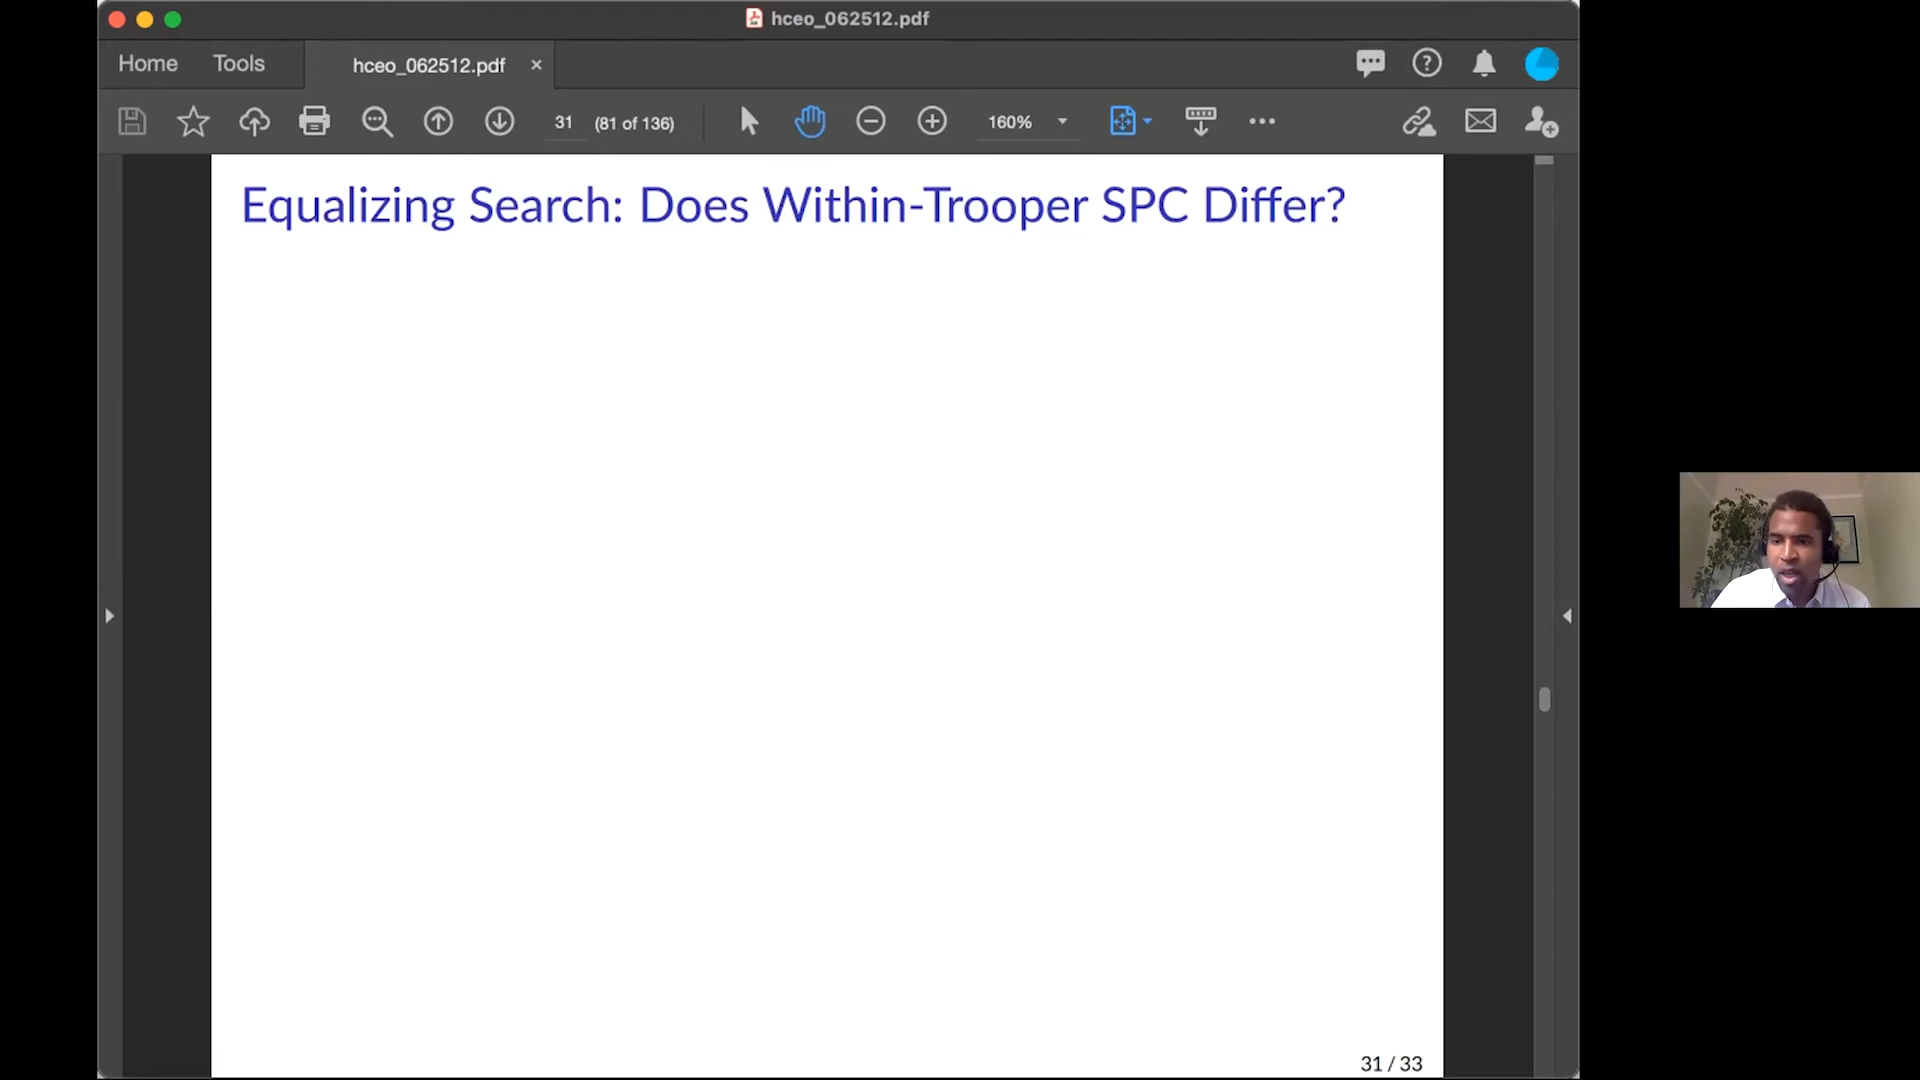 hceo_062512.pdf
Home Tools hceo_062512.pdf ×
31 (81 of 136) 160%
Equalizing Search: Does Within-Trooper SPC Differ?
31 / 33